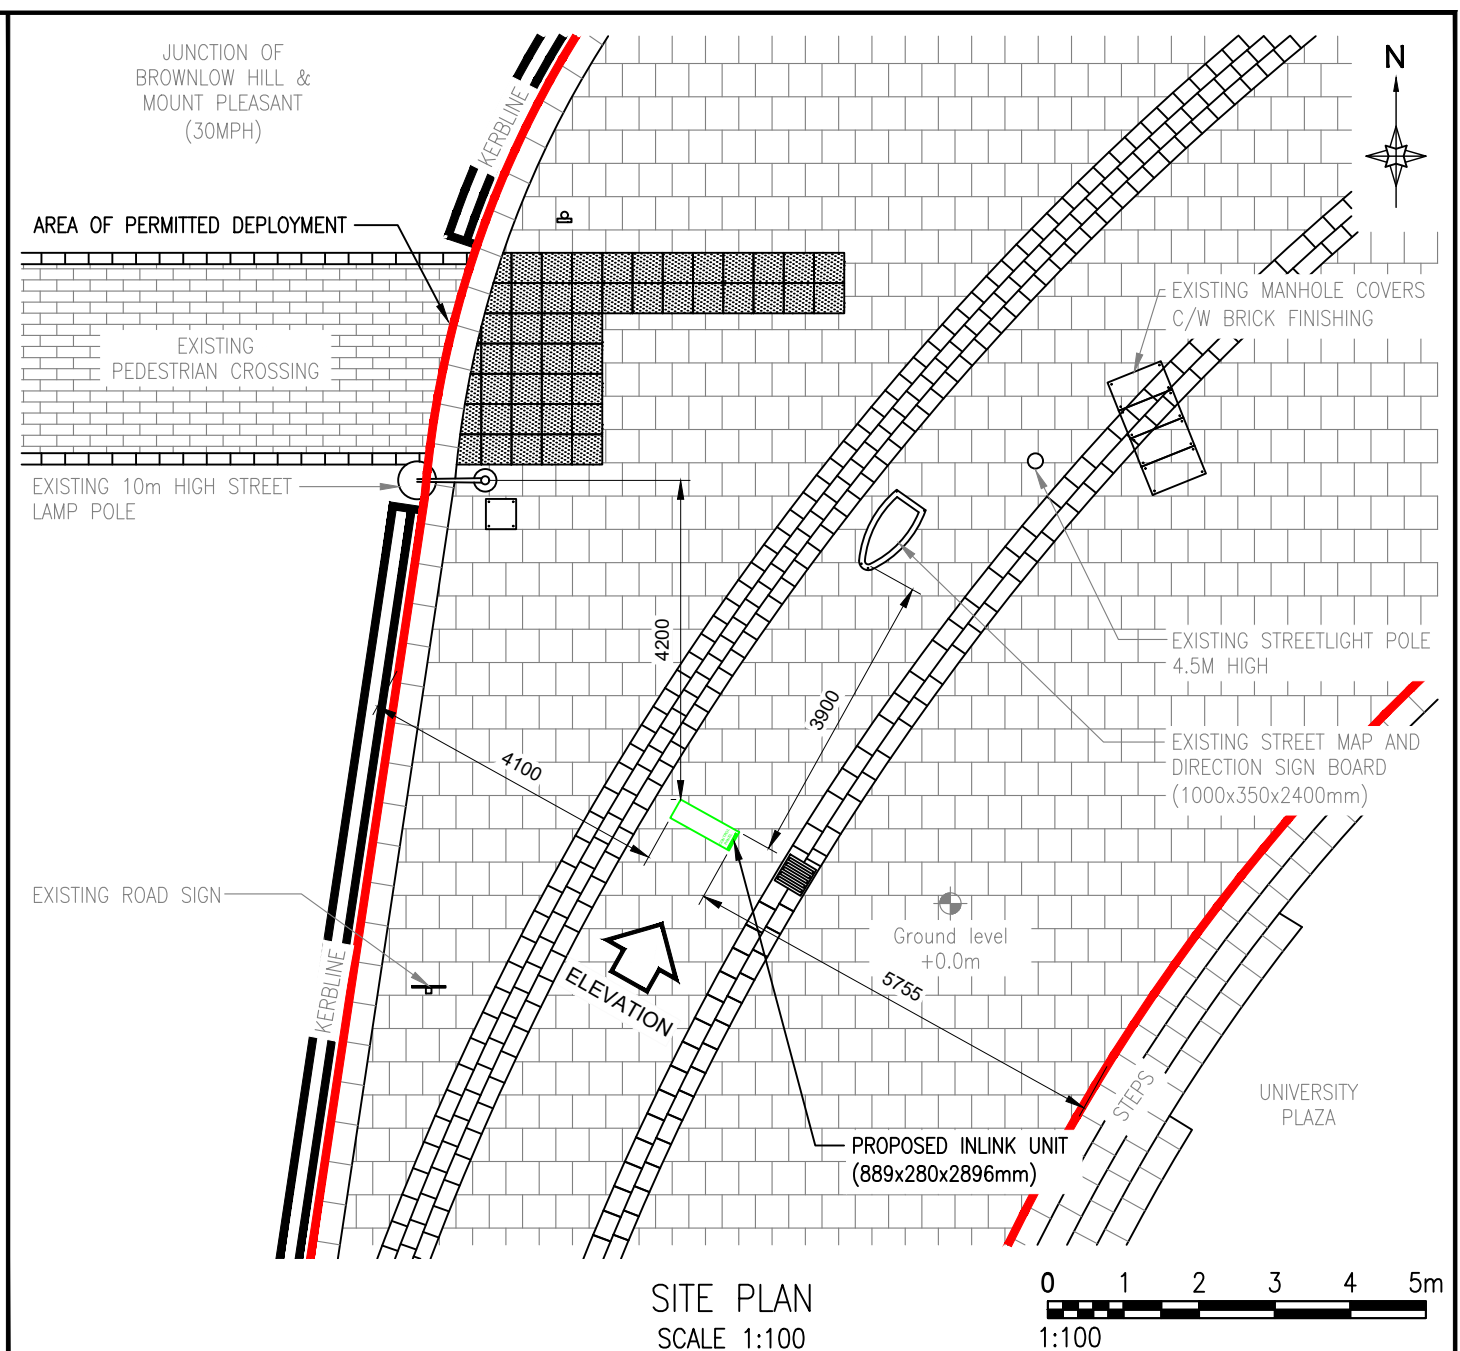 JUNCTION OF
BROWNLOW HILL &
MOUNT PLEASANT
(30MPH)
N
KERBLINE
AREA OF PERMITTED DEPLOYMENT
EXISTING MANHOLE COVERS
C/W BRICK FINISHING
EXISTING
PEDESTRIAN CROSSING
EXISTING 10m HIGH STREET
LAMP POLE
4200
EXISTING STREETLIGHT POLE
4.5M HIGH
3900
4100
EXISTING STREET MAP AND
DIRECTION SIGN BOARD
(1000x350x2400mm)
EXISTING ROAD SIGN
Ground level
+0.0m
KERBLINE
ELEVATION
5755
STEPS
UNIVERSITY
PLAZA
PROPOSED INLINK UNIT
(889x280x2896mm)
SITE PLAN
SCALE 1:100
0 1 2 3 4 5m
1:100